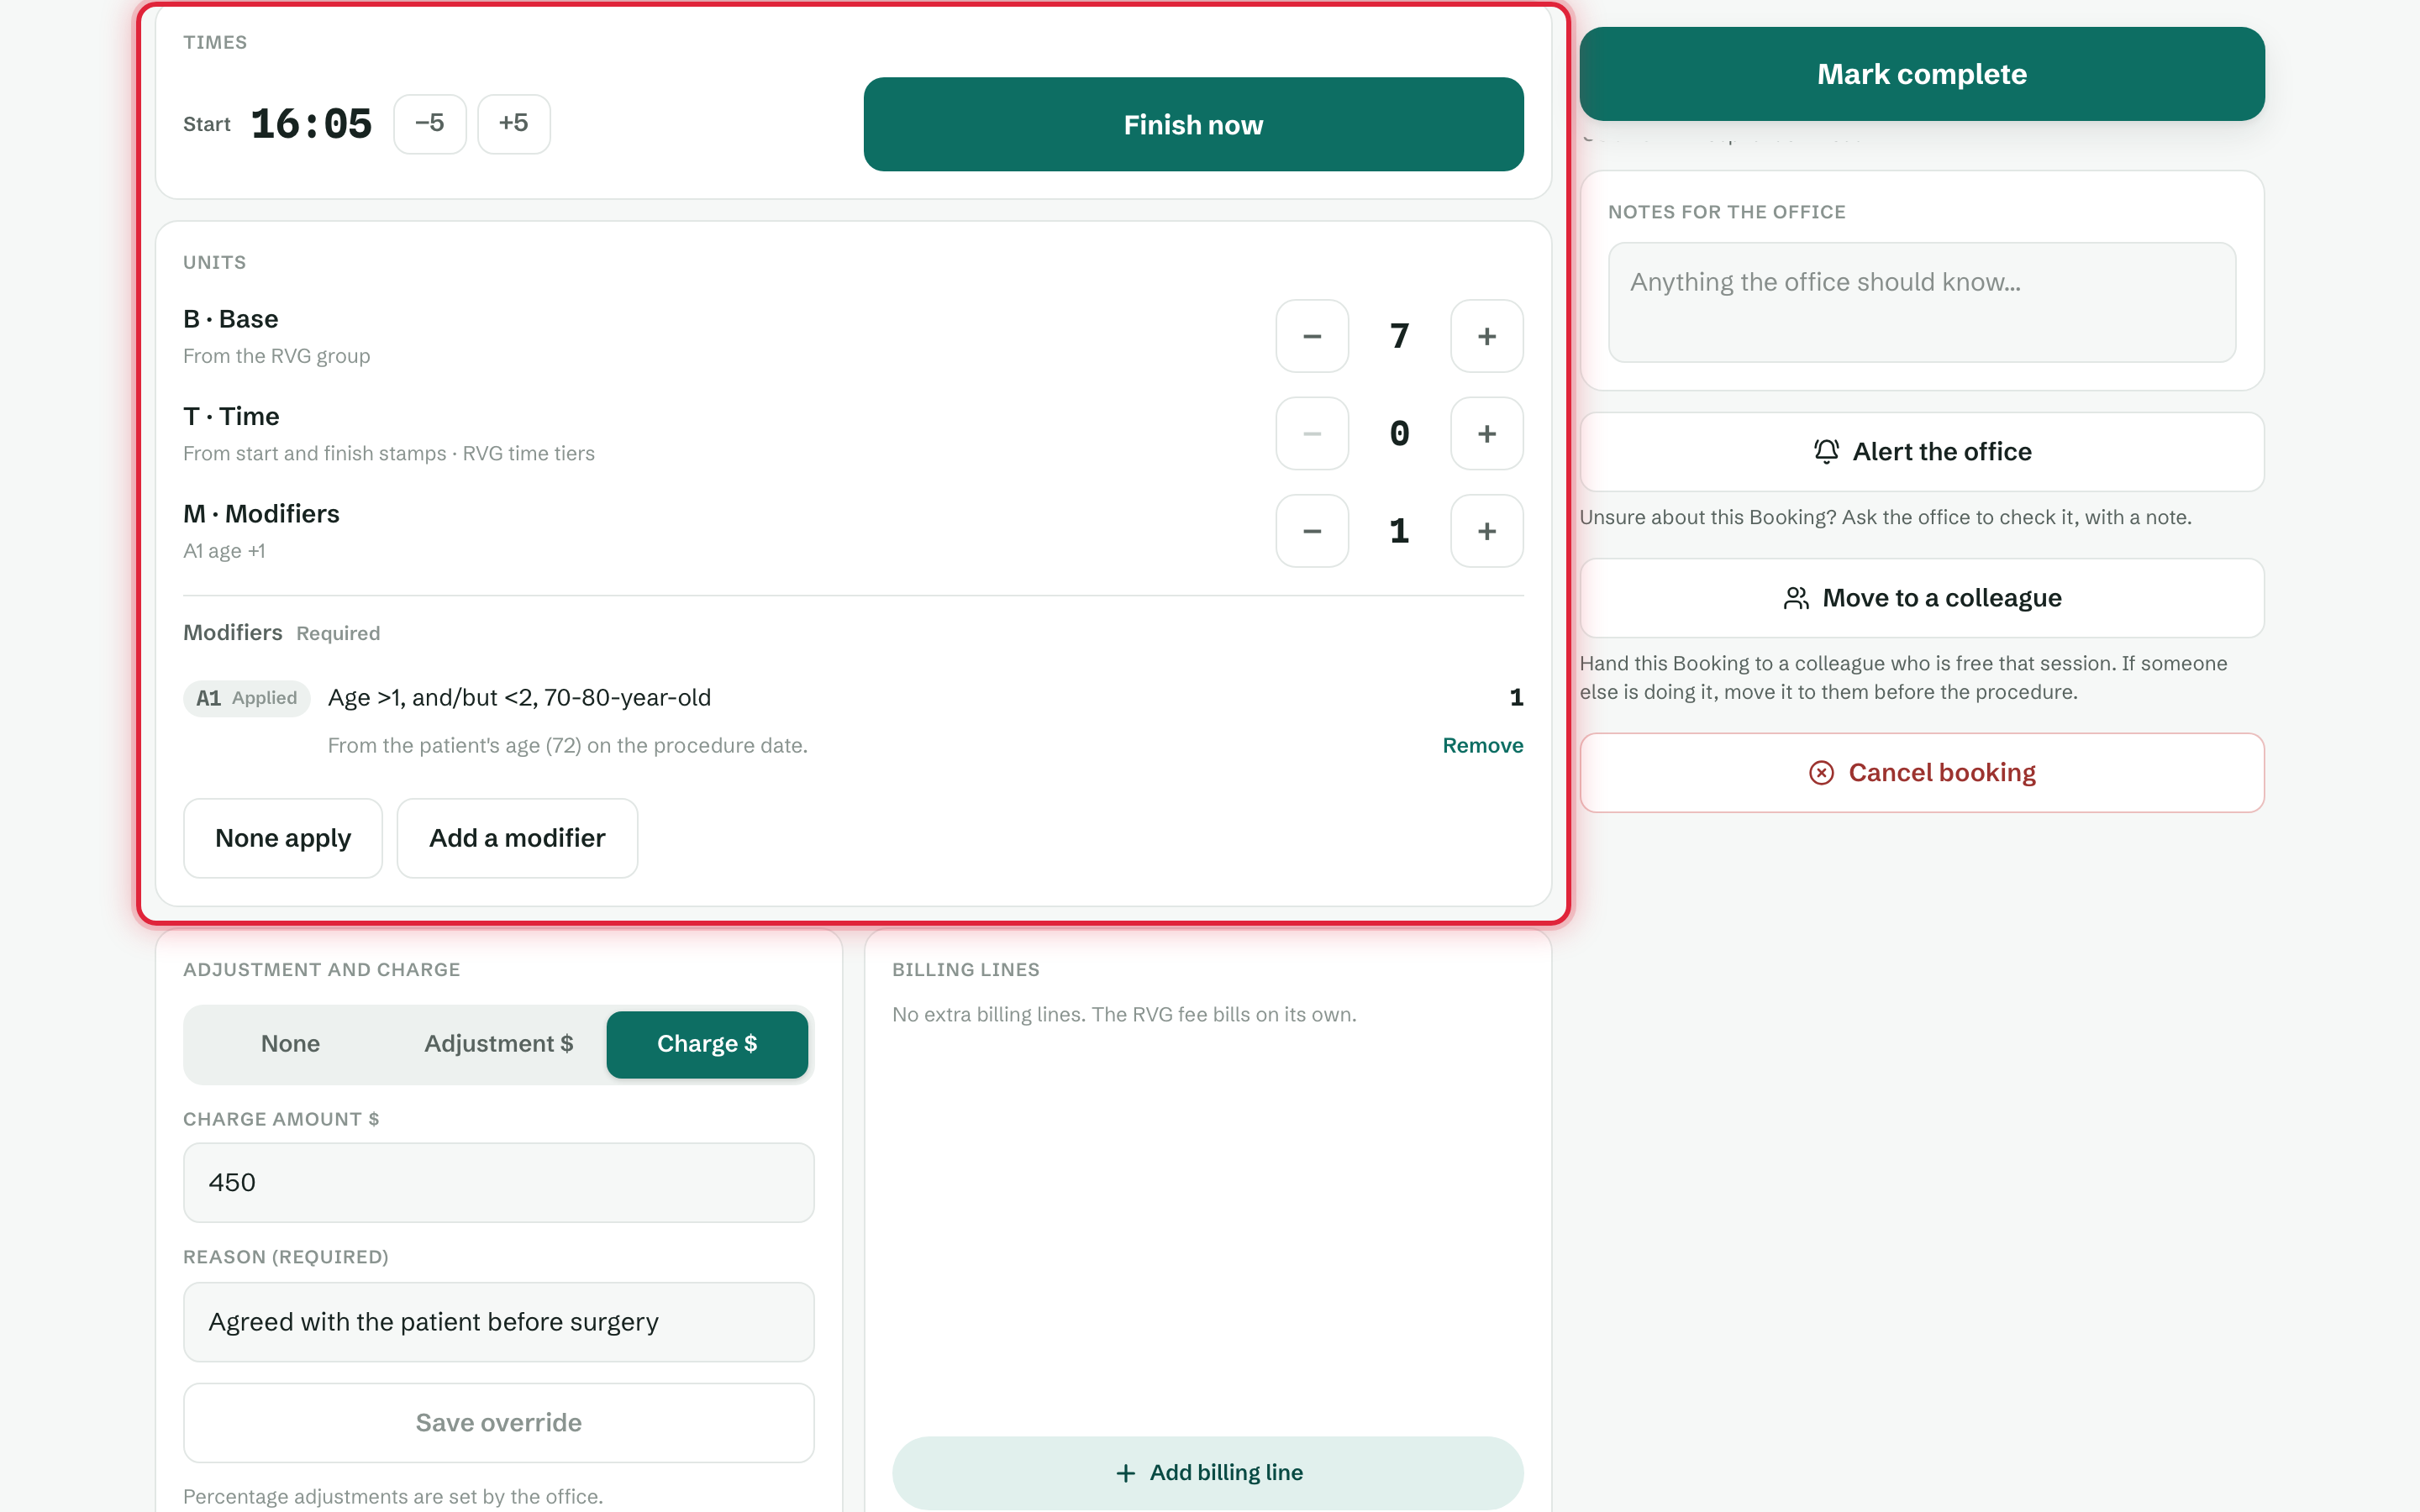 TIMES
Start 16:05 −5 +5
Finish now
UNITS
B · Base
From the RVG group
− 7 +
T · Time
From start and finish stamps · RVG time tiers
− 0 +
M · Modifiers
A1 age +1
− 1 +
Modifiers Required
A1 Applied Age >1, and/but <2, 70-80-year-old 1
From the patient's age (72) on the procedure date. Remove
None apply Add a modifier
ADJUSTMENT AND CHARGE
None Adjustment $ Charge $
CHARGE AMOUNT $
450
REASON (REQUIRED)
Agreed with the patient before surgery
Save override
Percentage adjustments are set by the office.
BILLING LINES
No extra billing lines. The RVG fee bills on its own.
+ Add billing line
Mark complete
NOTES FOR THE OFFICE
Anything the office should know...
Alert the office
Unsure about this Booking? Ask the office to check it, with a note.
Move to a colleague
Hand this Booking to a colleague who is free that session. If someone
else is doing it, move it to them before the procedure.
Cancel booking